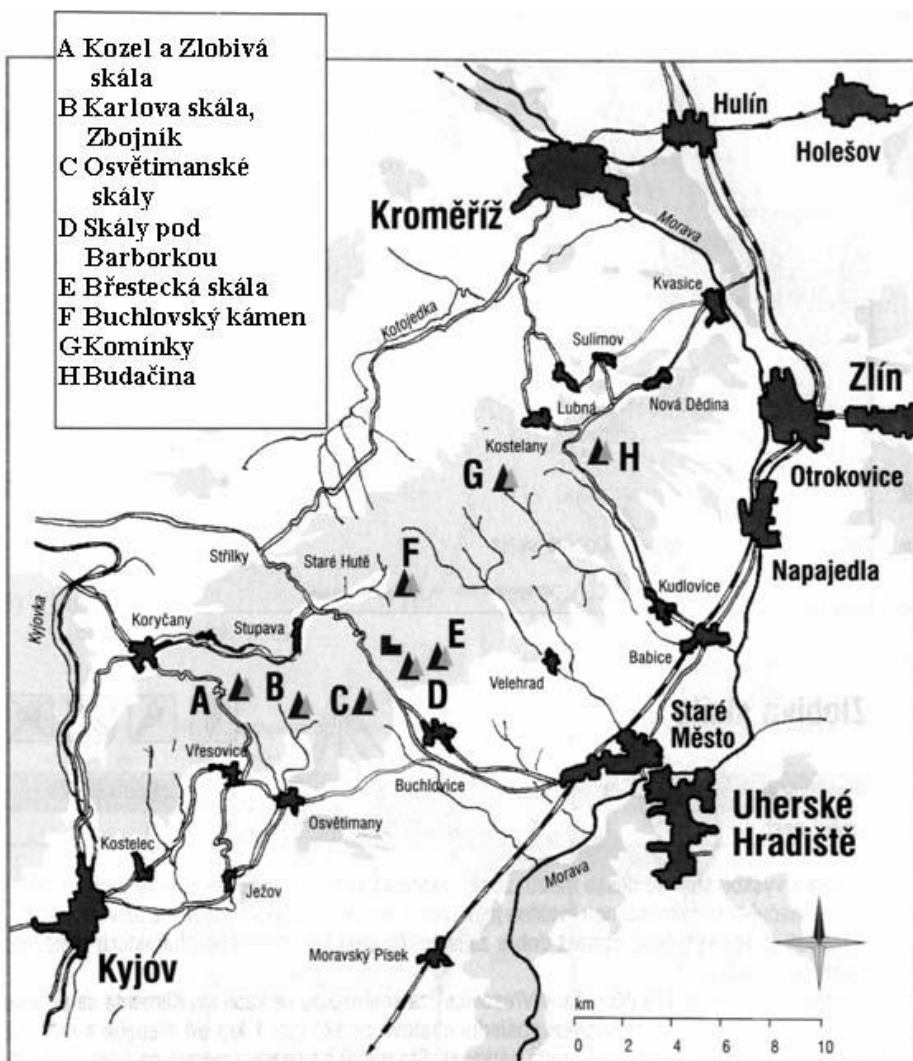 A Kozel a Zlobivá
skála
B Karlova skála,
Zbojník
C Osvětimanské
skály
D Skály pod
Barborkou
E Břestecká skála
F Buchlovský kámen
G Komínky
H Budačina
Hulín
Holešov
Kroměříž
Morava
Kvasice
Kotojedka
Sulimov
Zlín
Lubná
Nová Dědina
Kostelany
H
G
Otrokovice
Střílky
Staré Hutě
F
Napajedla
Kyjovka
Koryčany
Stupava
Kudlovice
E
Babice
A
B
C
D
Velehrad
Staré
Město
Vřesovice
Buchlovice
Osvětimany
Uherské
Hradiště
Kostelec
Ježov
Morava
Kyjov
Moravský Písek
km
0 2 4 6 8 10